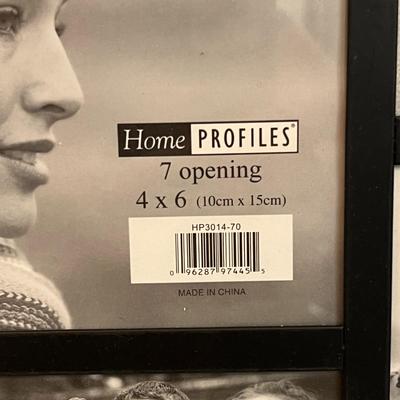 Home PROFILES®
7 opening
4 x 6 (10cm x 15cm)
HP3014-70
0 96287 97445 5
MADE IN CHINA